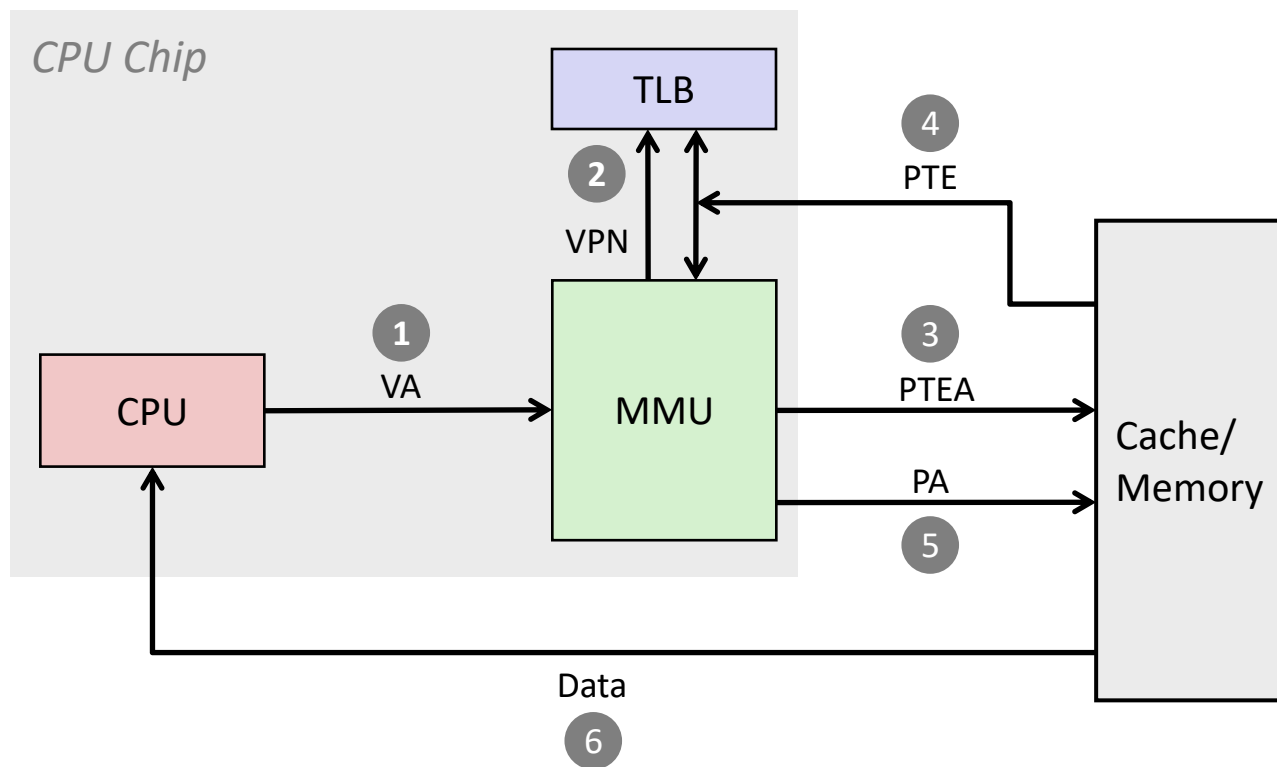 CPU Chip
TLB
4
2
PTE
VPN
1
3
VA
PTEA
CPU
MMU
Cache/
Memory
PA
5
Data
6